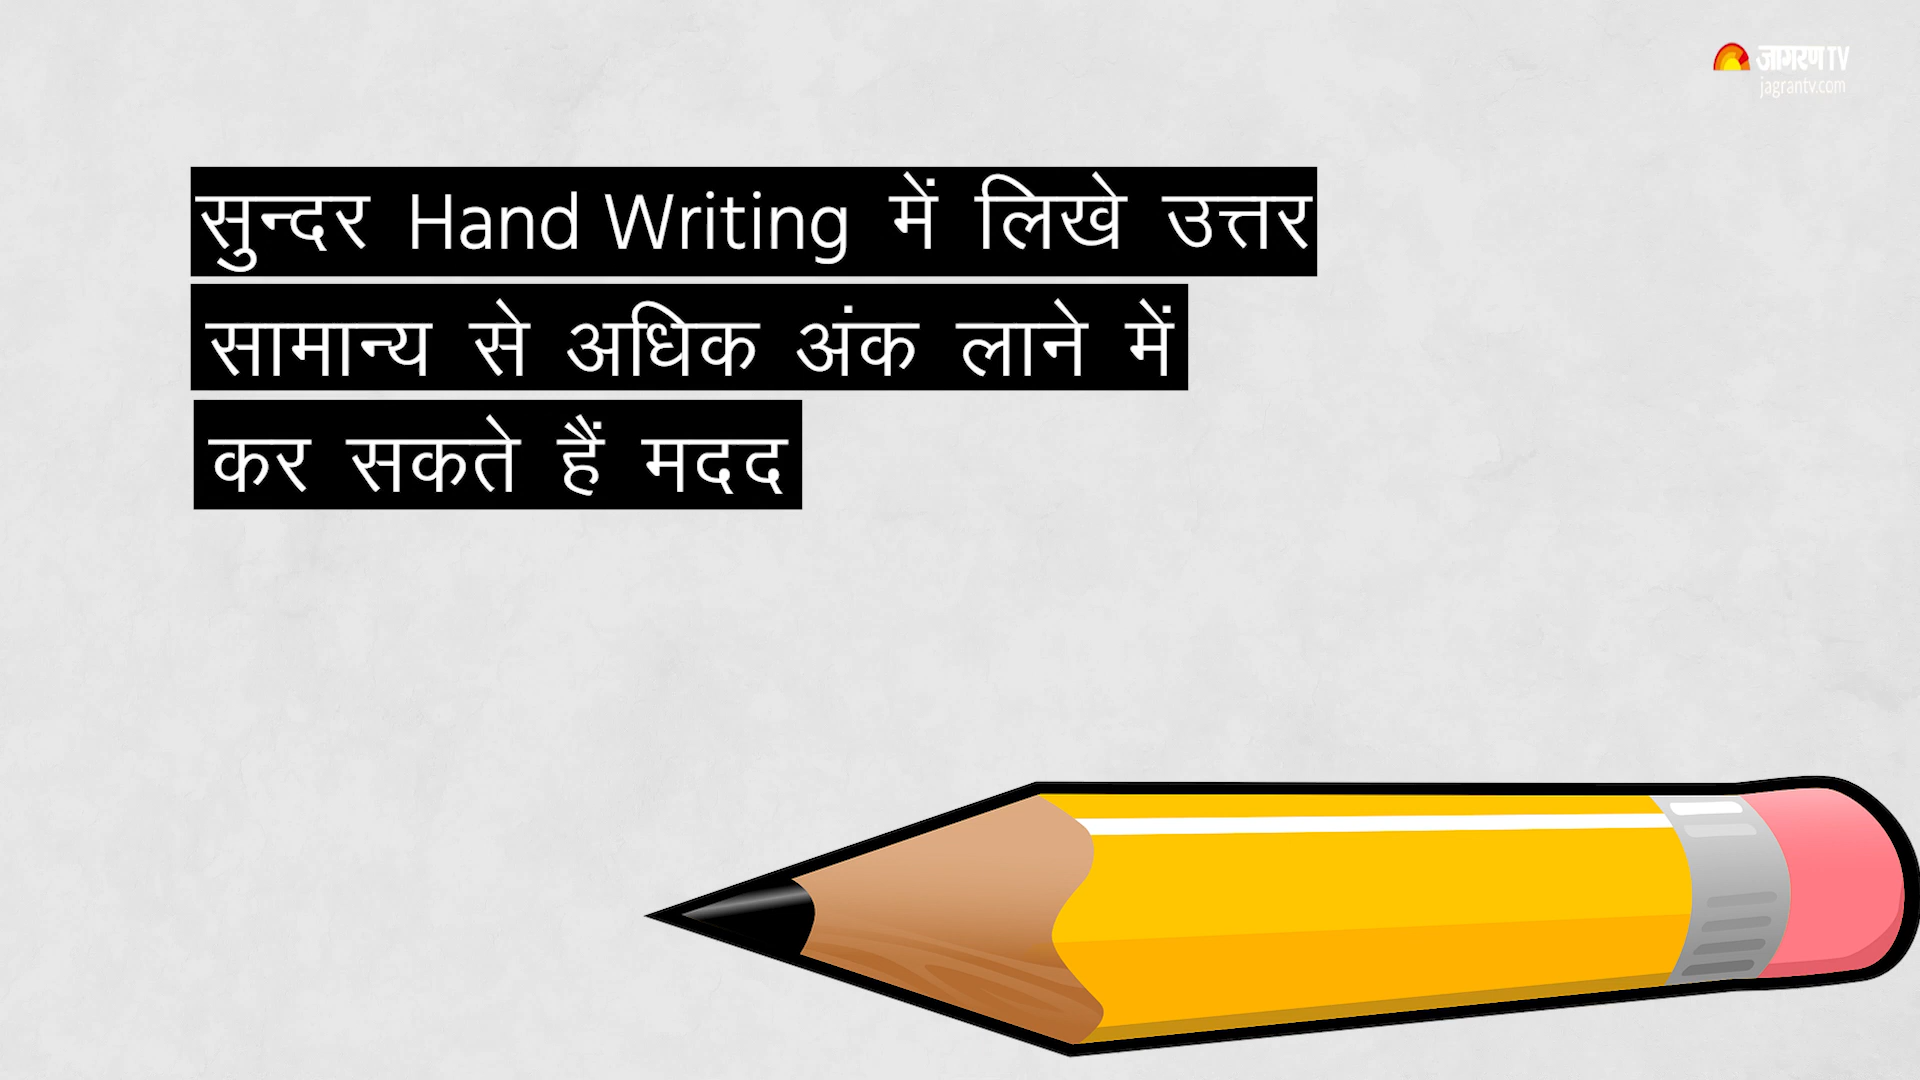 जागरण TV
jagrantv.com
सुन्दर Hand Writing में लिखे उत्तर
सामान्य से अधिक अंक लाने में
कर सकते हैं मदद